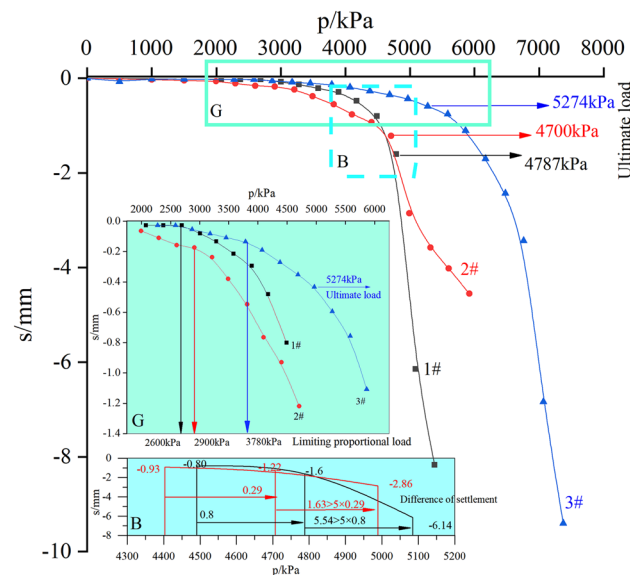 p/kPa
0 1000 2000 3000 4000 5000 6000 7000 8000
0
-2
-4
-6
-8
-10
s/mm
G
B
5274kPa
4700kPa
4787kPa
Ultimate load
2#
1#
3#
p/kPa
2000 2500 3000 3500 4000 4500 5000 5500 6000
0.0
-0.2
-0.4
-0.6
-0.8
-1.0
-1.2
-1.4
s/mm
5274kPa
Ultimate load
1#
2#
3#
G
2600kPa 2900kPa 3780kPa Limiting proportional load
0
-2
-4
-6
-8
s/mm
-0.93 -0.80 -1.22 -1.6 -2.86
0.29
1.63>5×0.29
Difference of settlement
0.8
5.54>5×0.8
-6.14
B
4300 4400 4500 4600 4700 4800 4900 5000 5100 5200
p/kPa